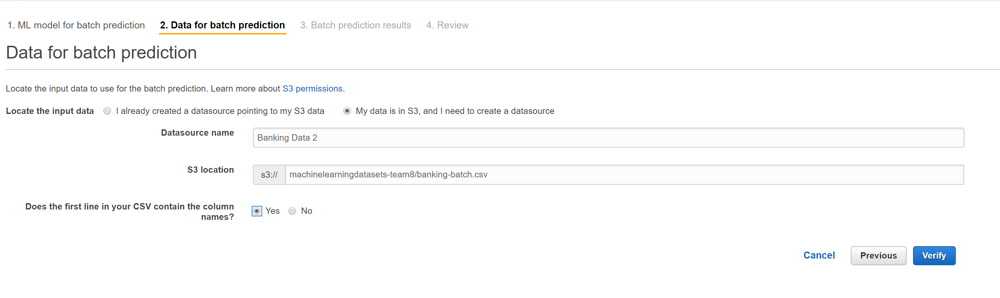 1. ML model for batch prediction 2. Data for batch prediction 3. Batch prediction results 4. Review
Data for batch prediction
Locate the input data to use for the batch prediction. Learn more about S3 permissions.
Locate the input data I already created a datasource pointing to my S3 data My data is in S3, and I need to create a datasource
Datasource name Banking Data 2
S3 location s3:// machinelearningdatasets-team8/banking-batch.csv
Does the first line in your CSV contain the column
names? Yes No
Cancel Previous Verify